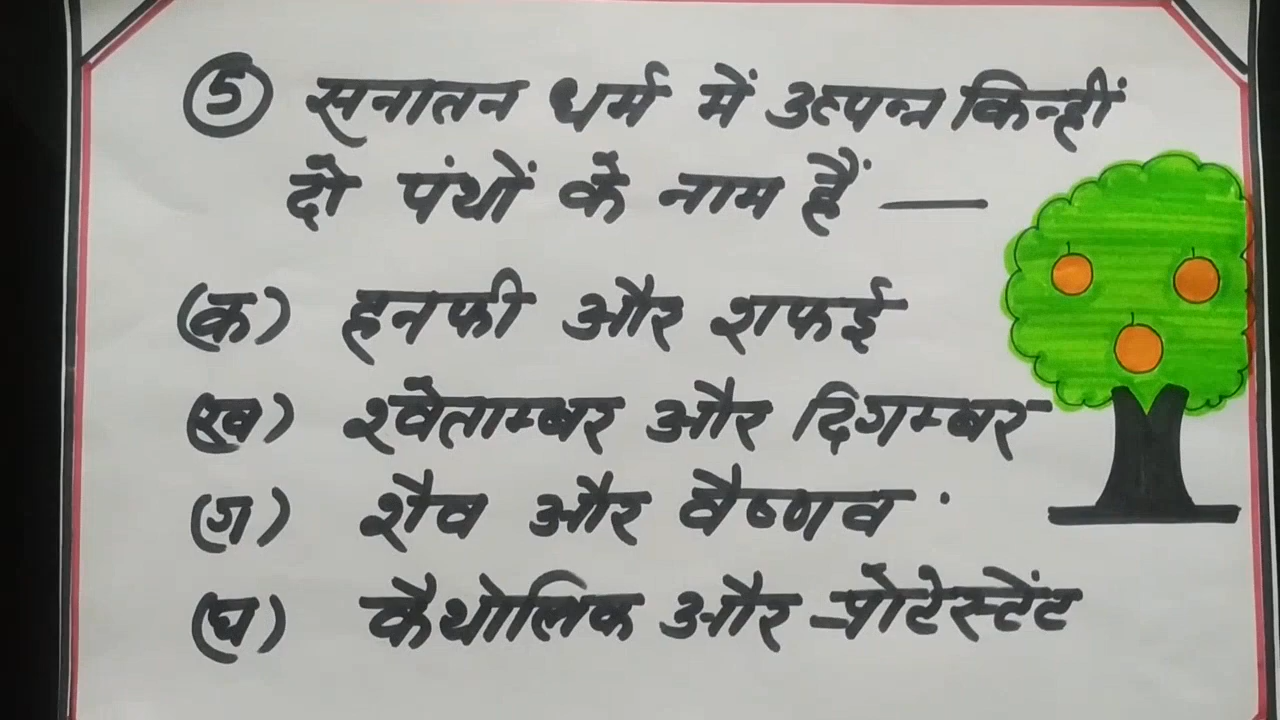 5 सनातन धर्म में उत्पन्न किन्हीं
दो पंथों के नाम हैं —
(क) हनफी और शफई
(ख) श्वेताम्बर और दिगम्बर
(ग) शैव और वैष्णव
(घ) कैथोलिक और प्रोटेस्टेंट